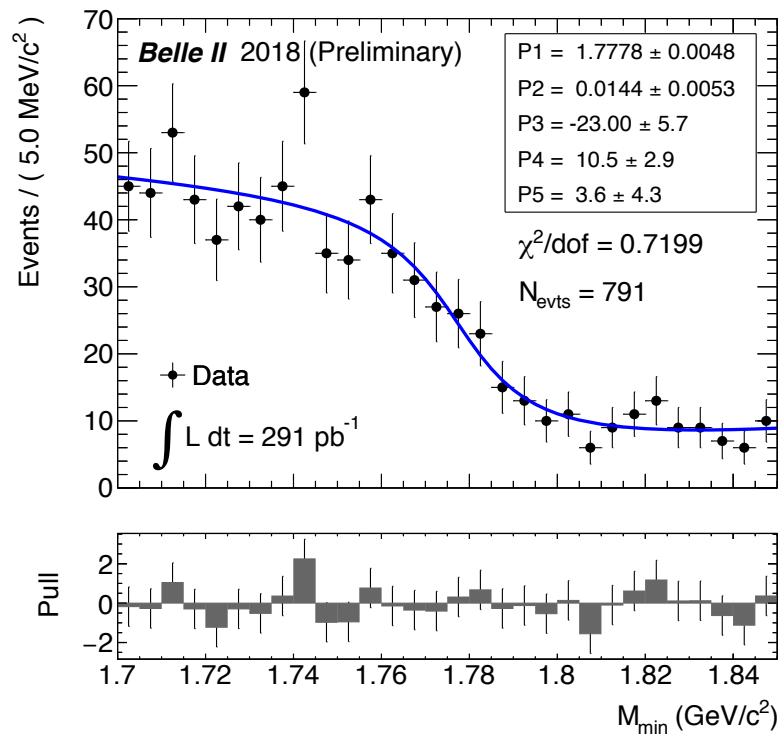 Belle II 2018 (Preliminary)
P1 = 1.7778 ± 0.0048
P2 = 0.0144 ± 0.0053
P3 = -23.00 ± 5.7
P4 = 10.5 ± 2.9
P5 = 3.6 ± 4.3
χ²/dof = 0.7199
N_evts = 791
Data
∫ L dt = 291 pb⁻¹
Events / ( 5.0 MeV/c² )
70
60
50
40
30
20
10
0
Pull
2
0
−2
1.7 1.72 1.74 1.76 1.78 1.8 1.82 1.84
M_min (GeV/c²)